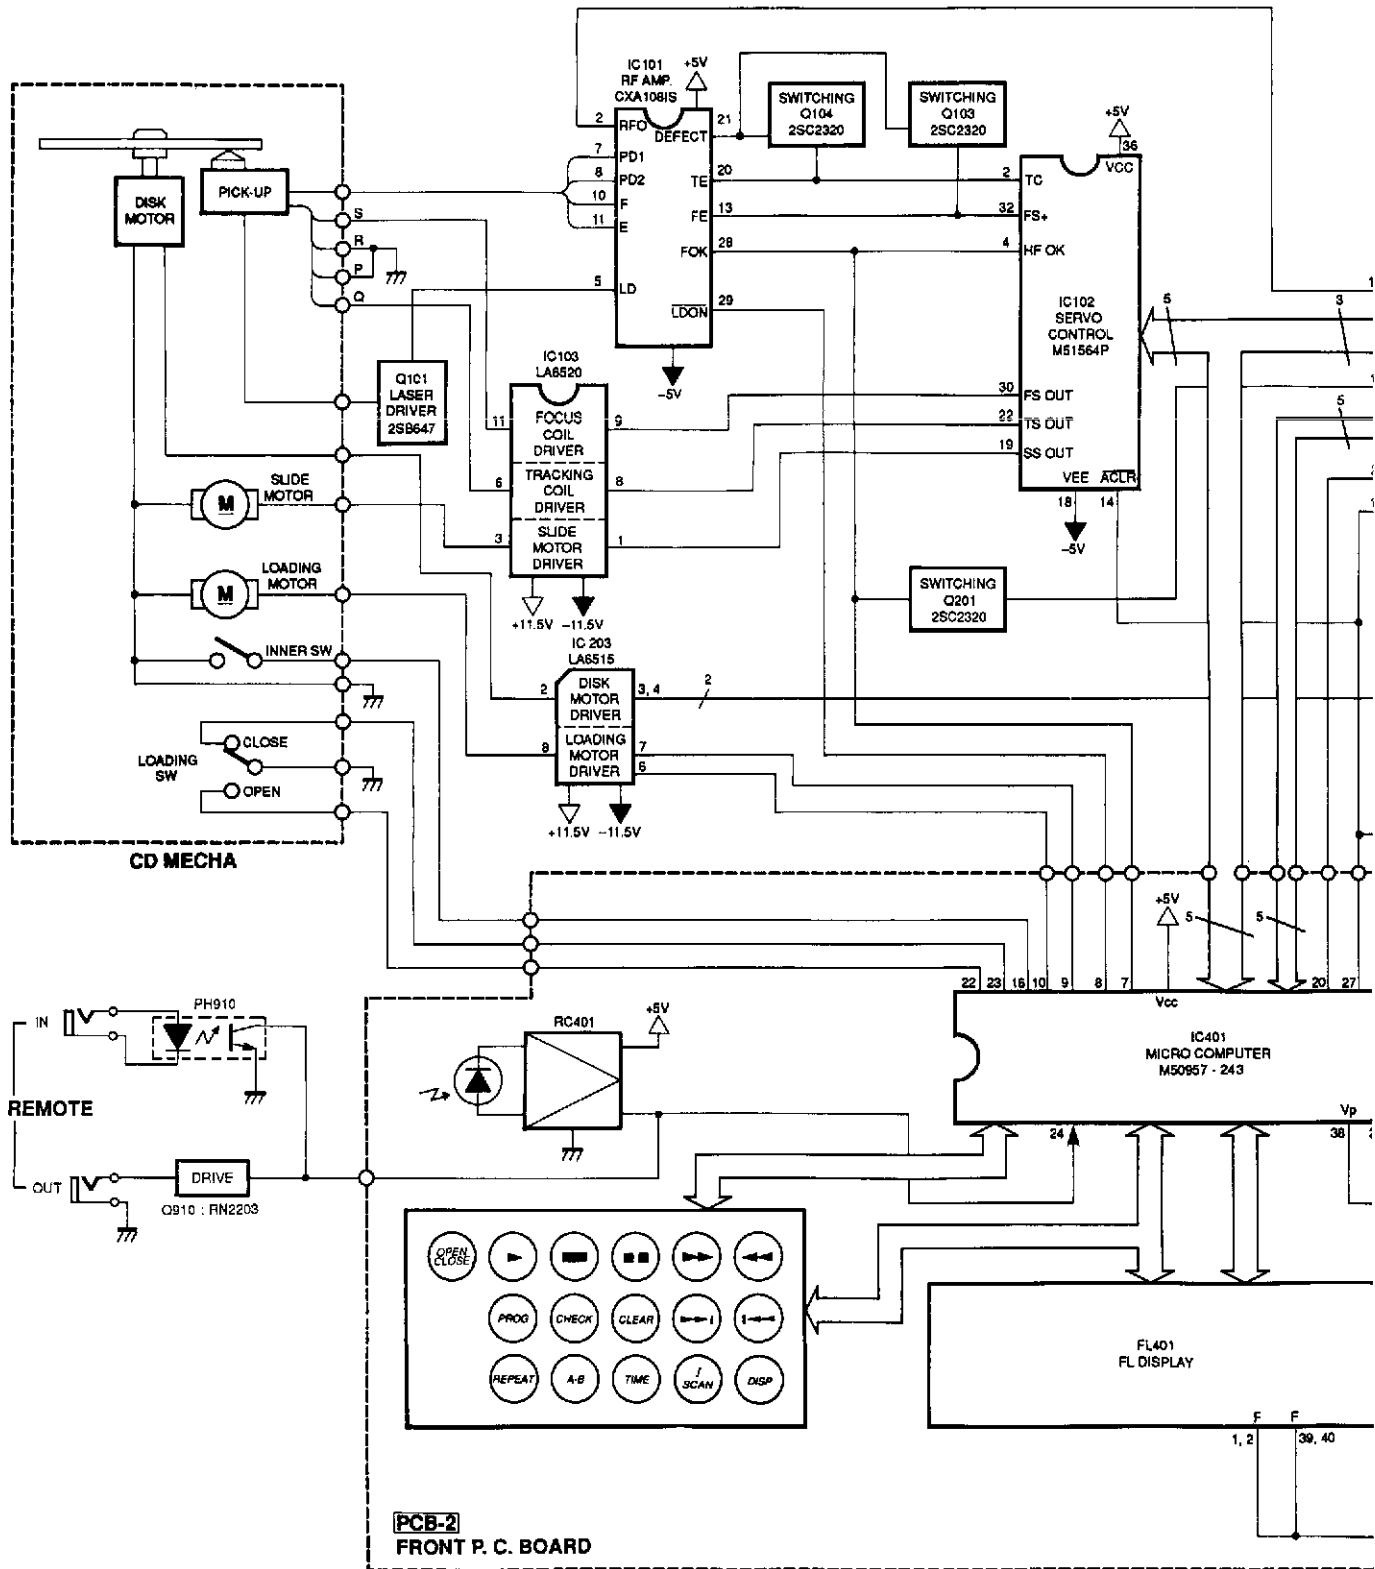 IC101
RF AMP.
CXA1081S
+5V
2
RFO
DEFECT
21
7
PD1
8
PD2
10
F
11
E
TE
20
FE
13
FOK
28
5
LD
LDON
29
-5V
SWITCHING
Q104
2SC2320
SWITCHING
Q103
2SC2320
+5V
36
VCC
2
TC
32
FS+
4
HF OK
IC102
SERVO
CONTROL
M51564P
30
FS OUT
22
TS OUT
19
SS OUT
VEE
ACLR
18
14
-5V
5
3
5
DISK
MOTOR
PICK-UP
S
R
P
Q
Q101
LASER
DRIVER
2SB647
SLIDE
MOTOR
M
LOADING
MOTOR
M
INNER SW
LOADING
SW
CLOSE
OPEN
CD MECHA
IC103
LA6520
11
FOCUS
COIL
DRIVER
9
6
TRACKING
COIL
DRIVER
8
3
SLIDE
MOTOR
DRIVER
1
+11.5V
-11.5V
IC 203
LA6515
2
DISK
MOTOR
DRIVER
3, 4
2
8
LOADING
MOTOR
DRIVER
7
6
+11.5V
-11.5V
SWITCHING
Q201
2SC2320
+5V
5
5
22
23
16
10
9
8
7
Vcc
20
27
IC401
MICRO COMPUTER
M50957 - 243
24
Vp
38
REMOTE
IN
PH910
OUT
DRIVE
Q910 : RN2203
RC401
+5V
OPEN
CLOSE
PROG
CHECK
CLEAR
REPEAT
A-B
TIME
I
SCAN
DISP
FL401
FL DISPLAY
F
F
1, 2
39, 40
PCB-2
FRONT P. C. BOARD